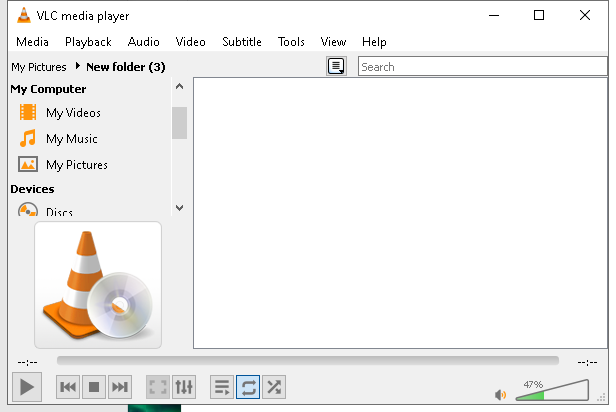 VLC media player
Media Playback Audio Video Subtitle Tools View Help
My Pictures New folder (3)
Search
My Computer
My Videos
My Music
My Pictures
Devices
Discs
--:-- --:--
47%